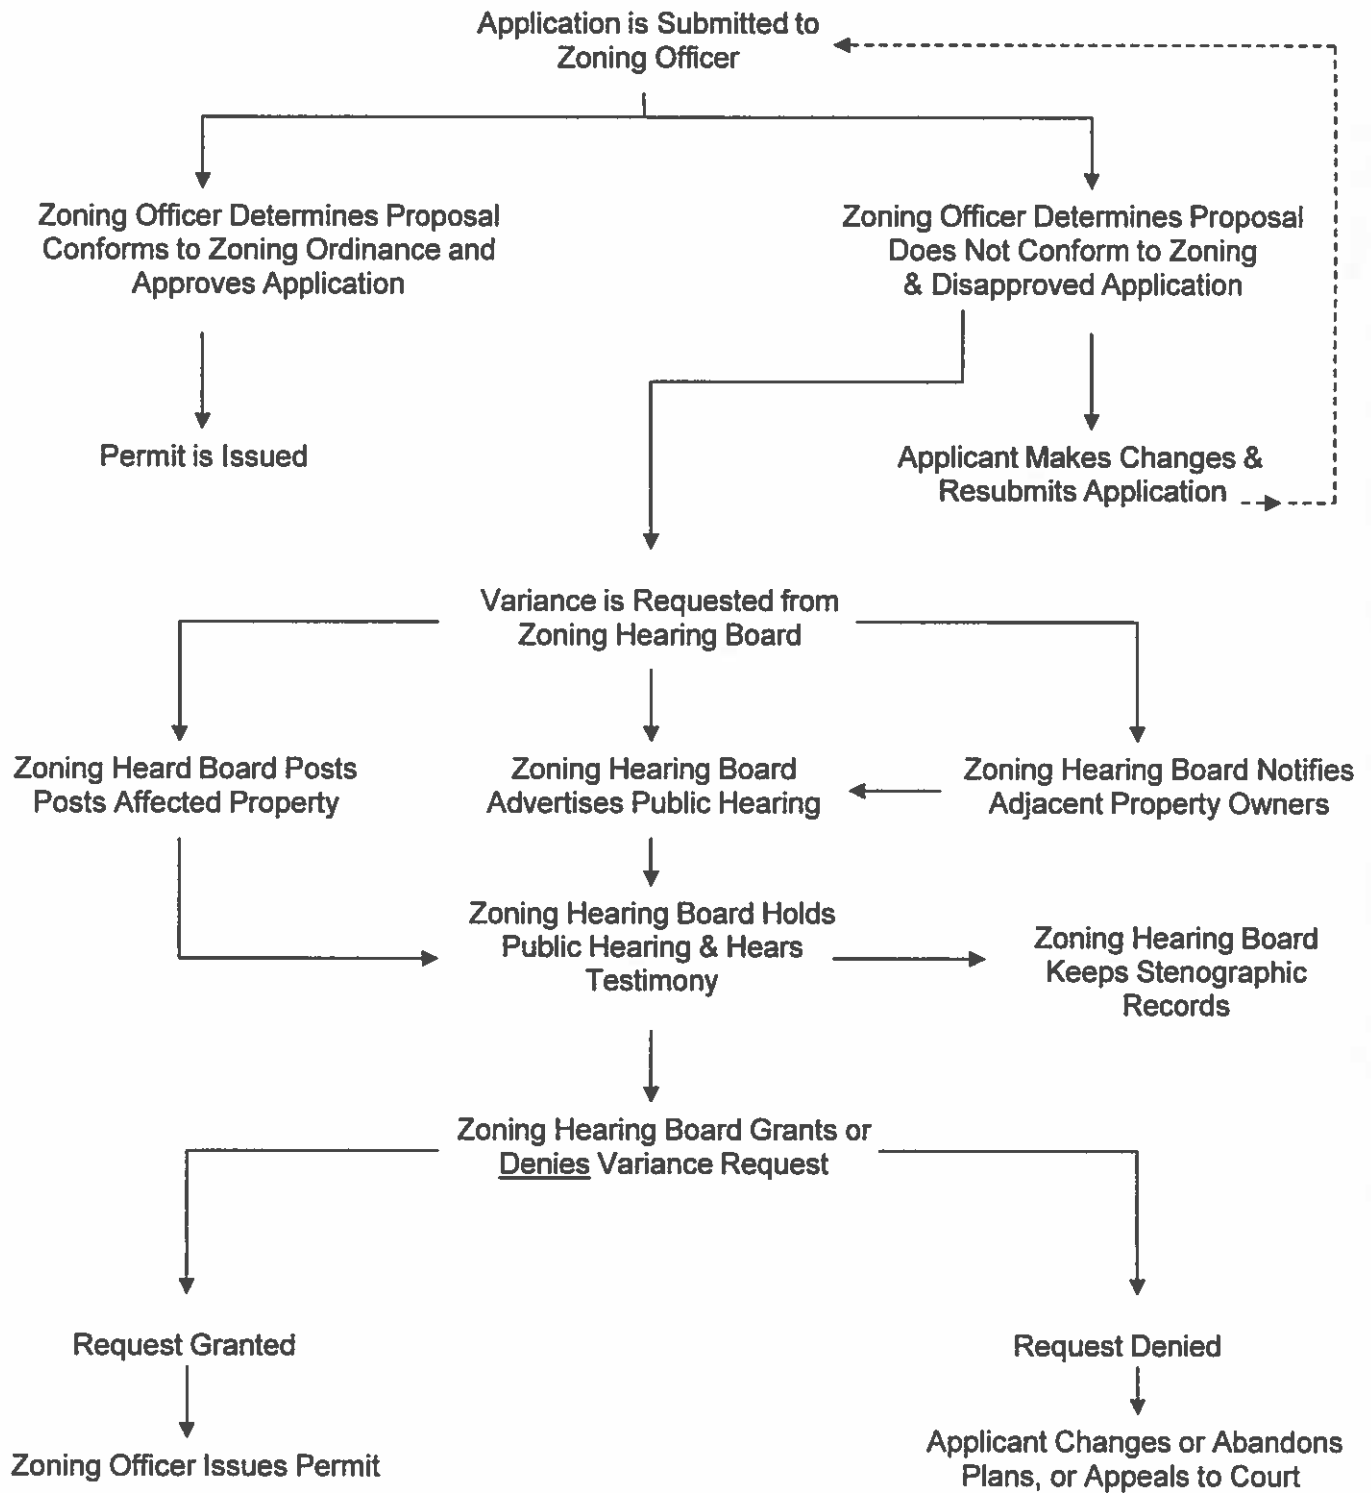 Application is Submitted to
Zoning Officer
Zoning Officer Determines Proposal
Conforms to Zoning Ordinance and
Approves Application
Zoning Officer Determines Proposal
Does Not Conform to Zoning
& Disapproved Application
Permit is Issued
Applicant Makes Changes &
Resubmits Application
Variance is Requested from
Zoning Hearing Board
Zoning Heard Board Posts
Posts Affected Property
Zoning Hearing Board
Advertises Public Hearing
Zoning Hearing Board Notifies
Adjacent Property Owners
Zoning Hearing Board Holds
Public Hearing & Hears
Testimony
Zoning Hearing Board
Keeps Stenographic
Records
Zoning Hearing Board Grants or
Denies Variance Request
Request Granted
Request Denied
Zoning Officer Issues Permit
Applicant Changes or Abandons
Plans, or Appeals to Court